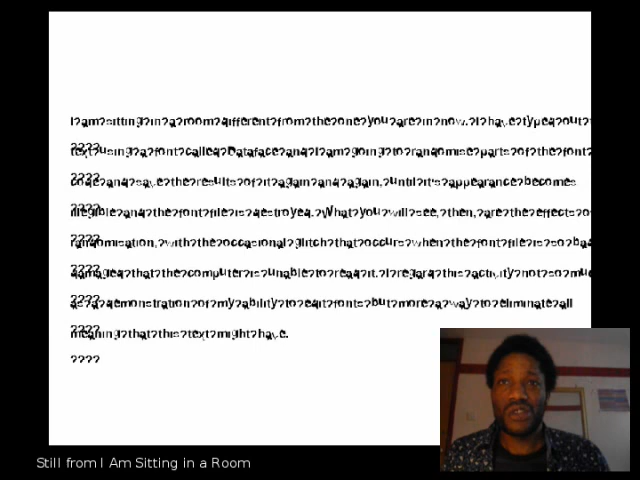 I?am?sitting?in?a?room?different?from?the?one?you?are?in?now.?I?have?typed?out?
????
text?using?a?font?called?Dataface?and?I?am?going?to?randomise?parts?of?the?font?
????
code?and?save?the?results?of?it?again?and?again,?until?it's?appearance?becomes
????
illegible?and?the?font?file?is?destroyed.?What?you?will?see,?then,?are?the?effects?o
????
randomisation,?with?the?occasional?glitch?that?occurs?when?the?font?file?is?so?ba
????
damaged?that?the?computer?is?unable?to?read?it.?I?regard?this?activity?not?so?mu
????
as?a?demonstration?of?my?ability?to?edit?fonts?but?more?a?way?to?eliminate?all
????
meaning?that?this?text?might?have.
????
Still from I Am Sitting in a Room